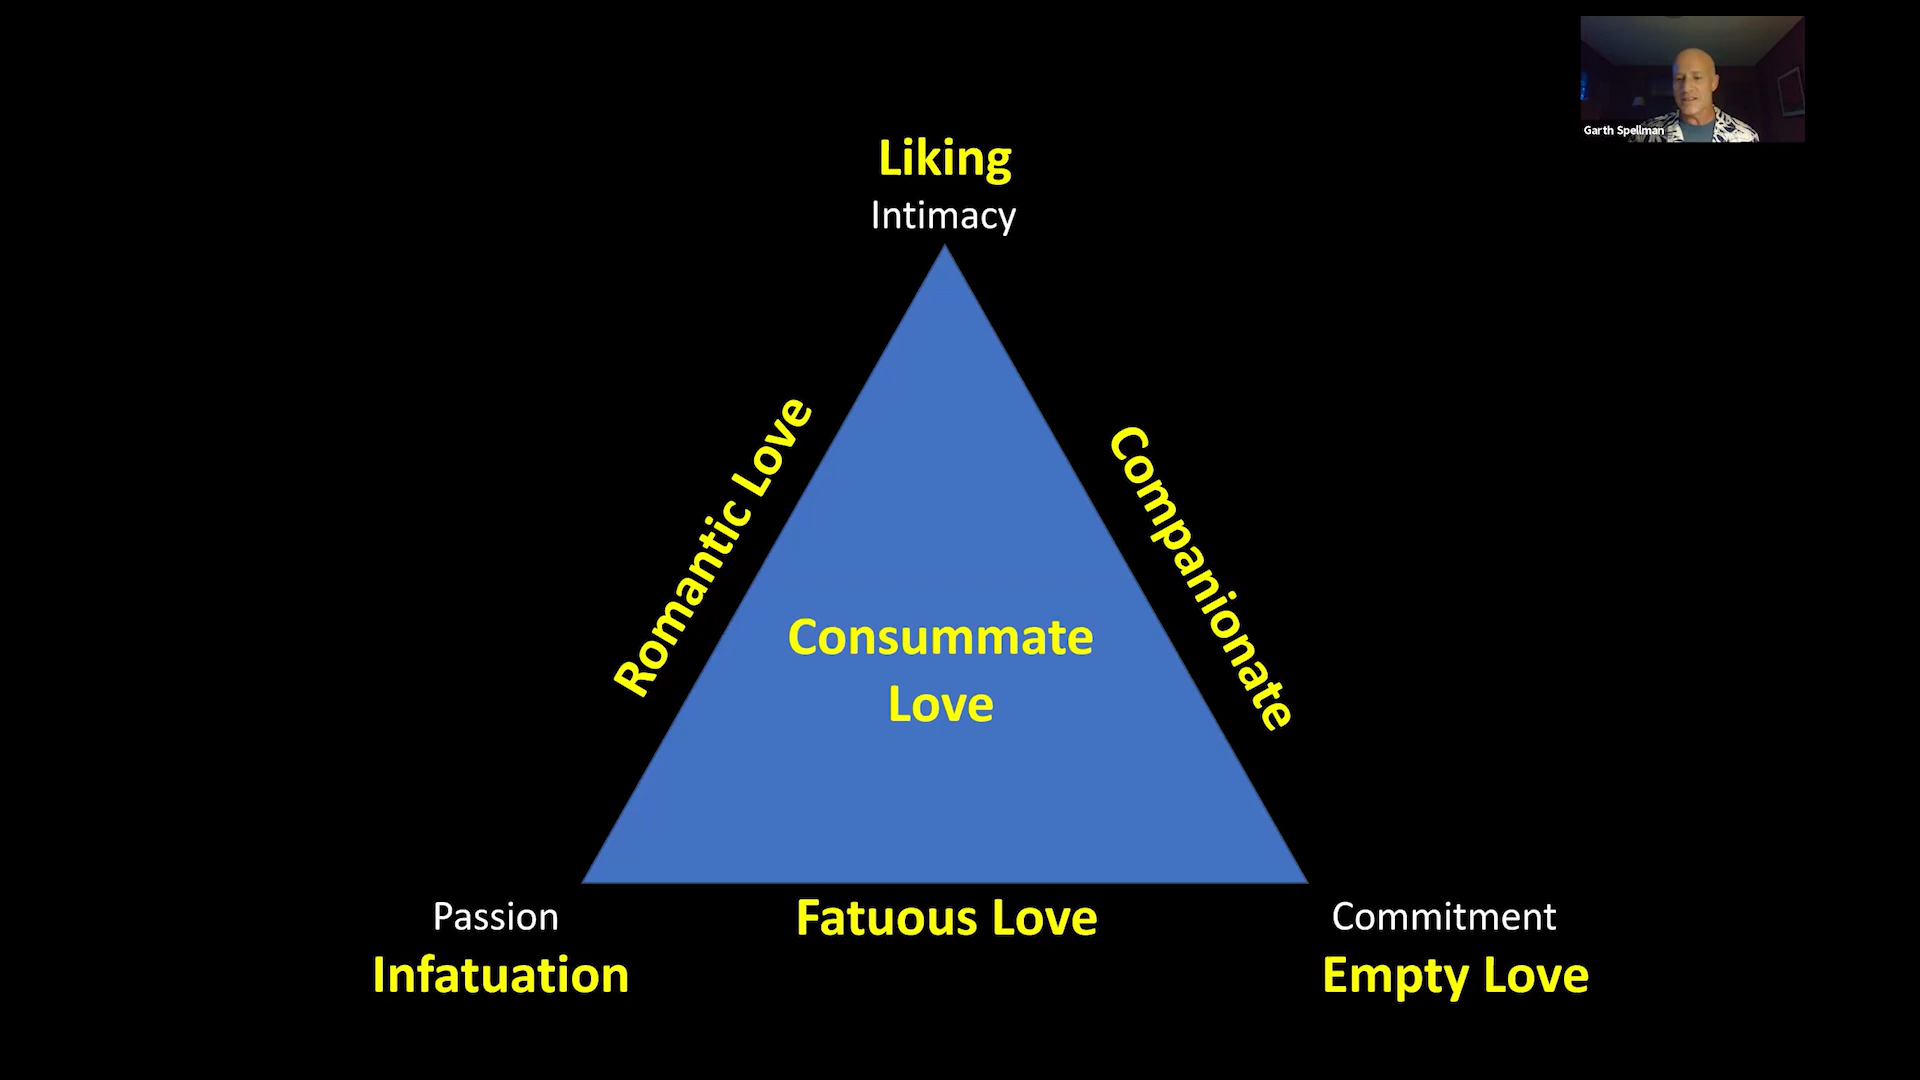 Garth Spellman
Liking
Intimacy
Romantic Love
Companionate
Consummate
Love
Passion
Fatuous Love
Commitment
Infatuation
Empty Love